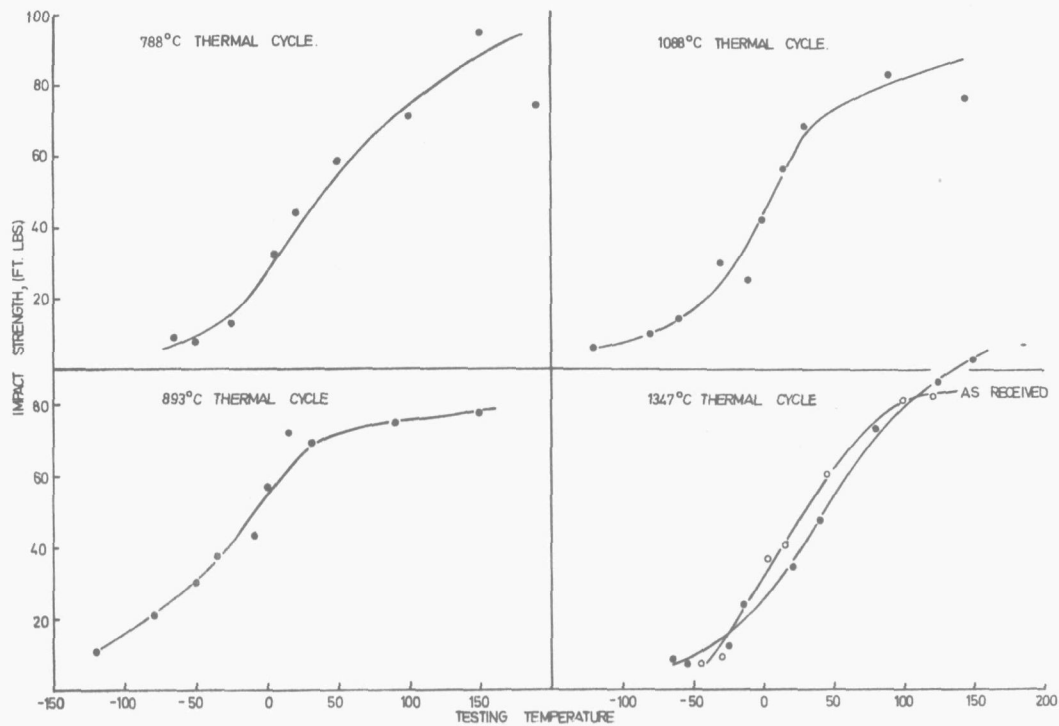 100
80
60
40
20
80
60
40
20
IMPACT STRENGTH, (FT. LBS.)
788°C THERMAL CYCLE.
1088°C THERMAL CYCLE.
893°C THERMAL CYCLE
1347°C THERMAL CYCLE
AS RECEIVED
-150 -100 -50 0 50 100 150 -100 -50 0 50 100 150 200
TESTING TEMPERATURE